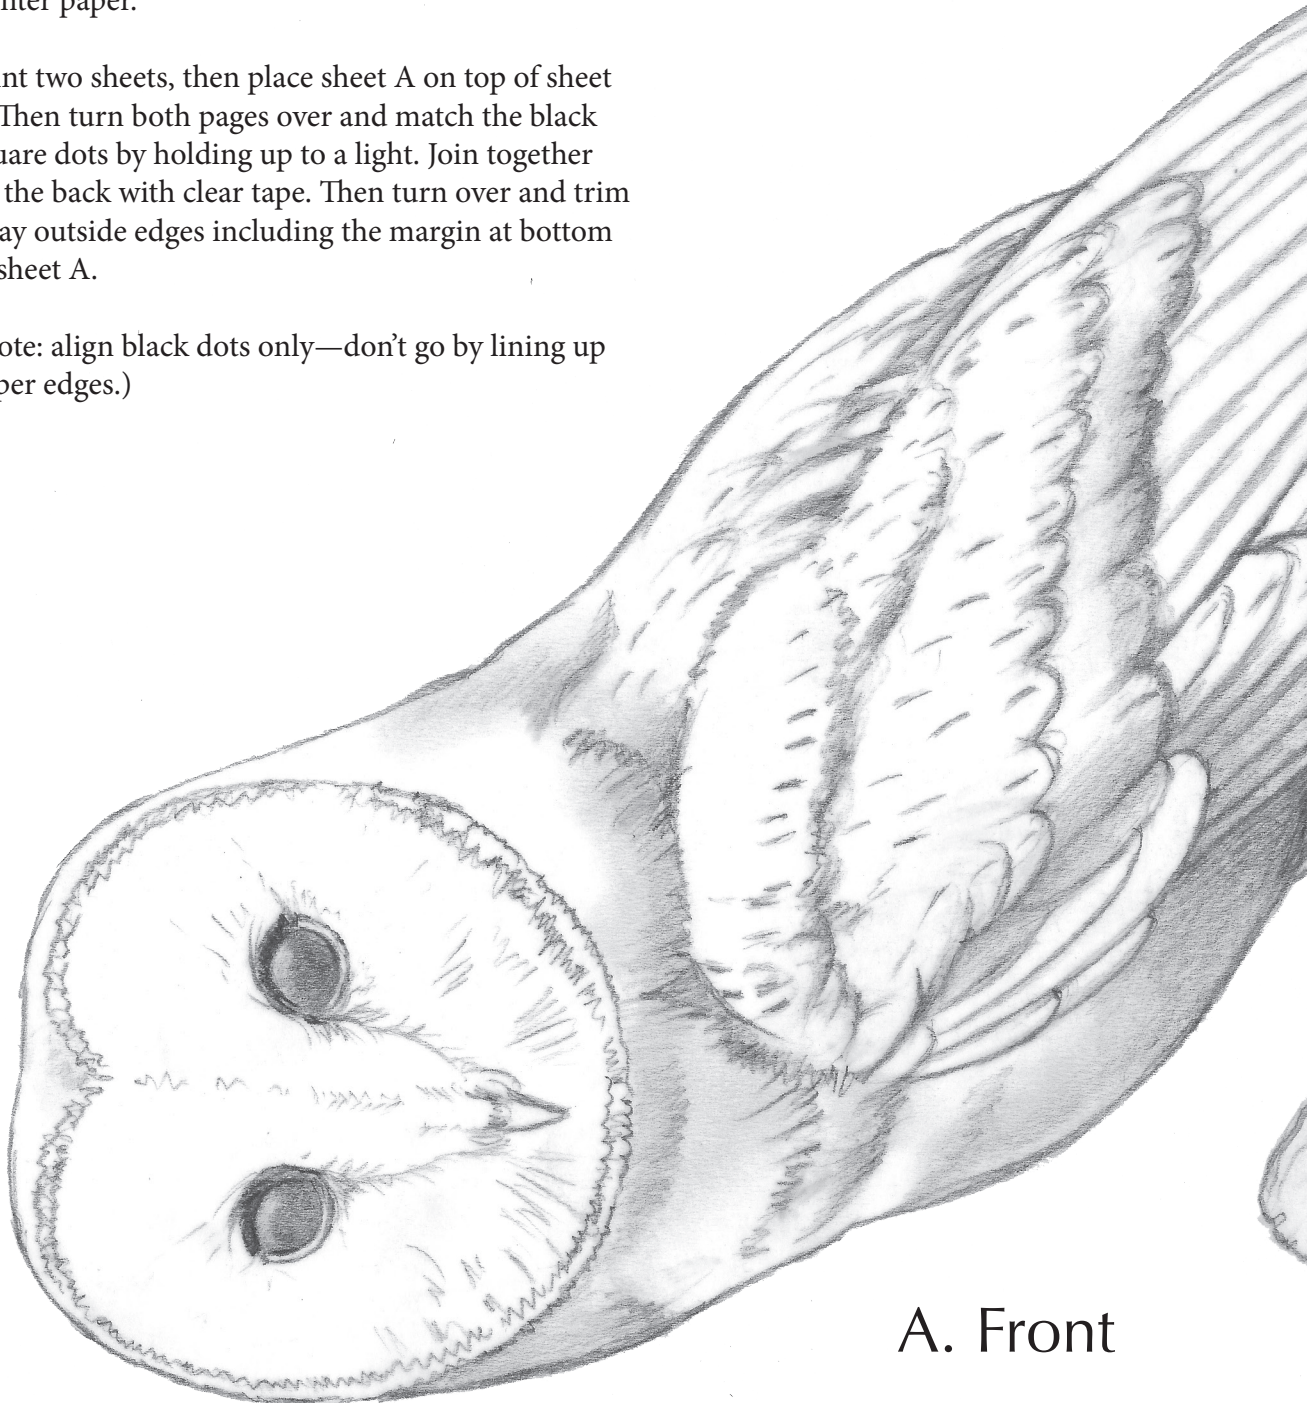 nter paper.
nt two sheets, then place sheet A on top of sheet
Then turn both pages over and match the black
uare dots by holding up to a light. Join together
the back with clear tape. Then turn over and trim
ay outside edges including the margin at bottom
sheet A.
ote: align black dots only—don’t go by lining up
per edges.)
A. Front